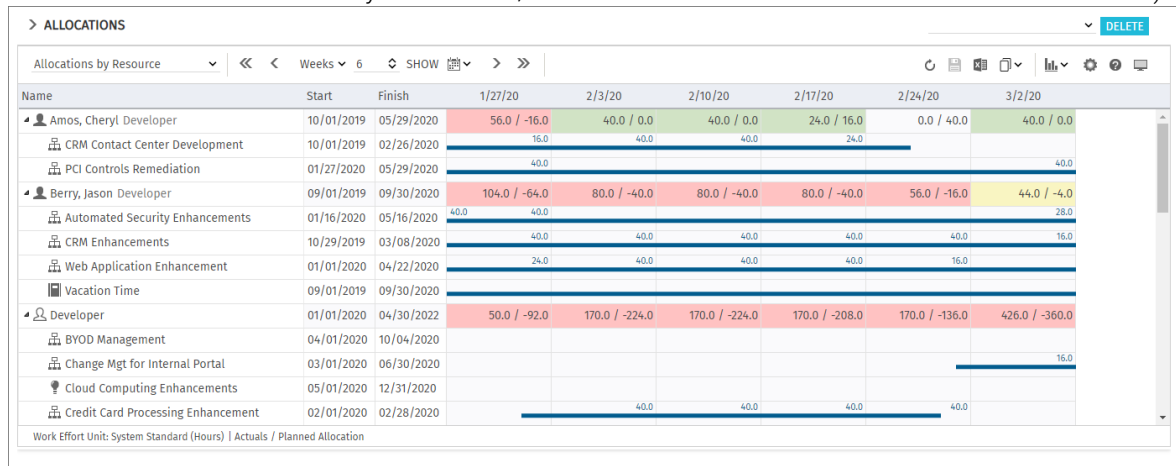 ALLOCATIONS DELETE
Allocations by Resource Weeks 6 SHOW
Name Start Finish 1/27/20 2/3/20 2/10/20 2/17/20 2/24/20 3/2/20
Amos, Cheryl Developer 10/01/2019 05/29/2020 56.0 / -16.0 40.0 / 0.0 40.0 / 0.0 24.0 / 16.0 0.0 / 40.0 40.0 / 0.0
CRM Contact Center Development 10/01/2019 02/26/2020 16.0 40.0 40.0 24.0
PCI Controls Remediation 01/27/2020 05/29/2020 40.0 40.0
Berry, Jason Developer 09/01/2019 09/30/2020 104.0 / -64.0 80.0 / -40.0 80.0 / -40.0 80.0 / -40.0 56.0 / -16.0 44.0 / -4.0
Automated Security Enhancements 01/16/2020 05/16/2020 40.0 40.0 28.0
CRM Enhancements 10/29/2019 03/08/2020 40.0 40.0 40.0 40.0 40.0 16.0
Web Application Enhancement 01/01/2020 04/22/2020 24.0 40.0 40.0 40.0 16.0
Vacation Time 09/01/2019 09/30/2020
Developer 01/01/2020 04/30/2022 50.0 / -92.0 170.0 / -224.0 170.0 / -224.0 170.0 / -208.0 170.0 / -136.0 426.0 / -360.0
BYOD Management 04/01/2020 10/04/2020
Change Mgt for Internal Portal 03/01/2020 06/30/2020 16.0
Cloud Computing Enhancements 05/01/2020 12/31/2020
Credit Card Processing Enhancement 02/01/2020 02/28/2020 40.0 40.0 40.0 40.0
Work Effort Unit: System Standard (Hours) | Actuals / Planned Allocation